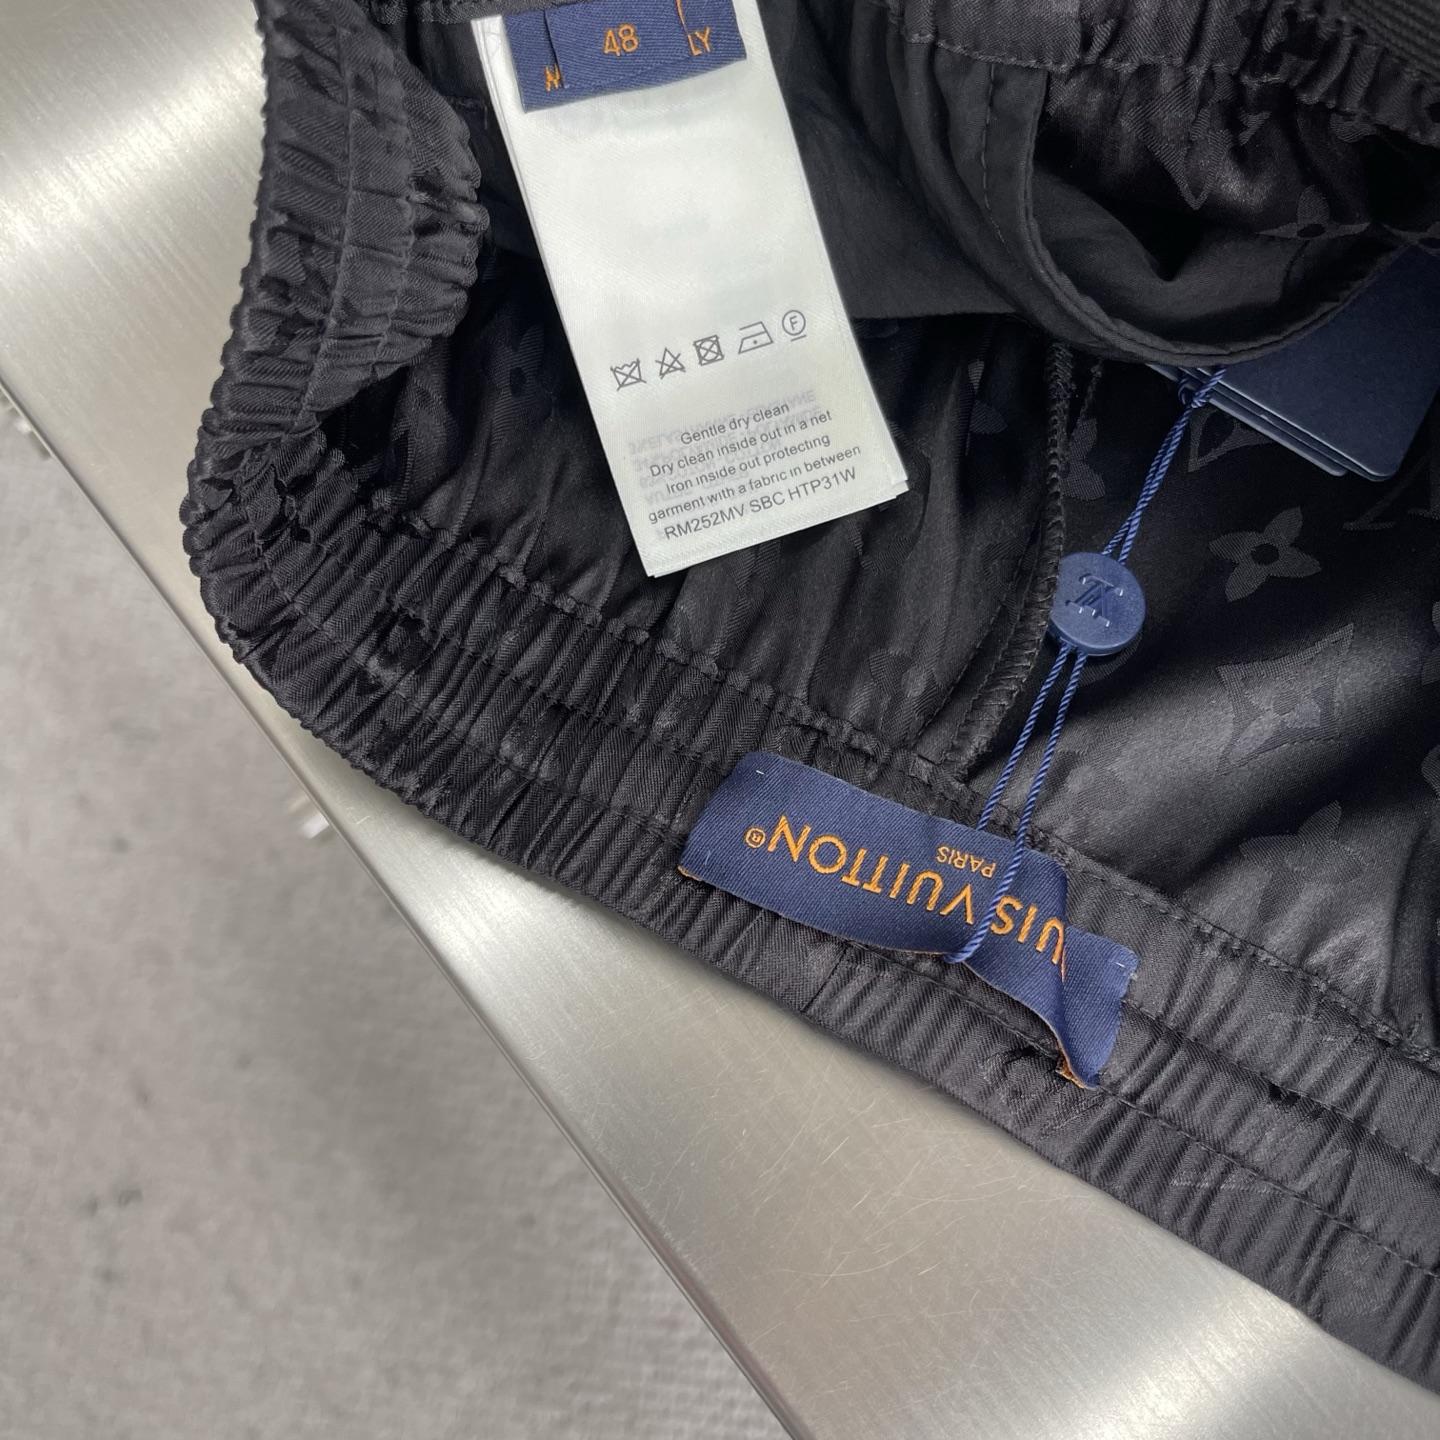 48
LY
F
Gentle dry clean
Dry clean inside out in a net
Iron inside out protecting
garment with a fabric in between
RM252MV SBC HTP31W
UIS VUITTON®
PARIS